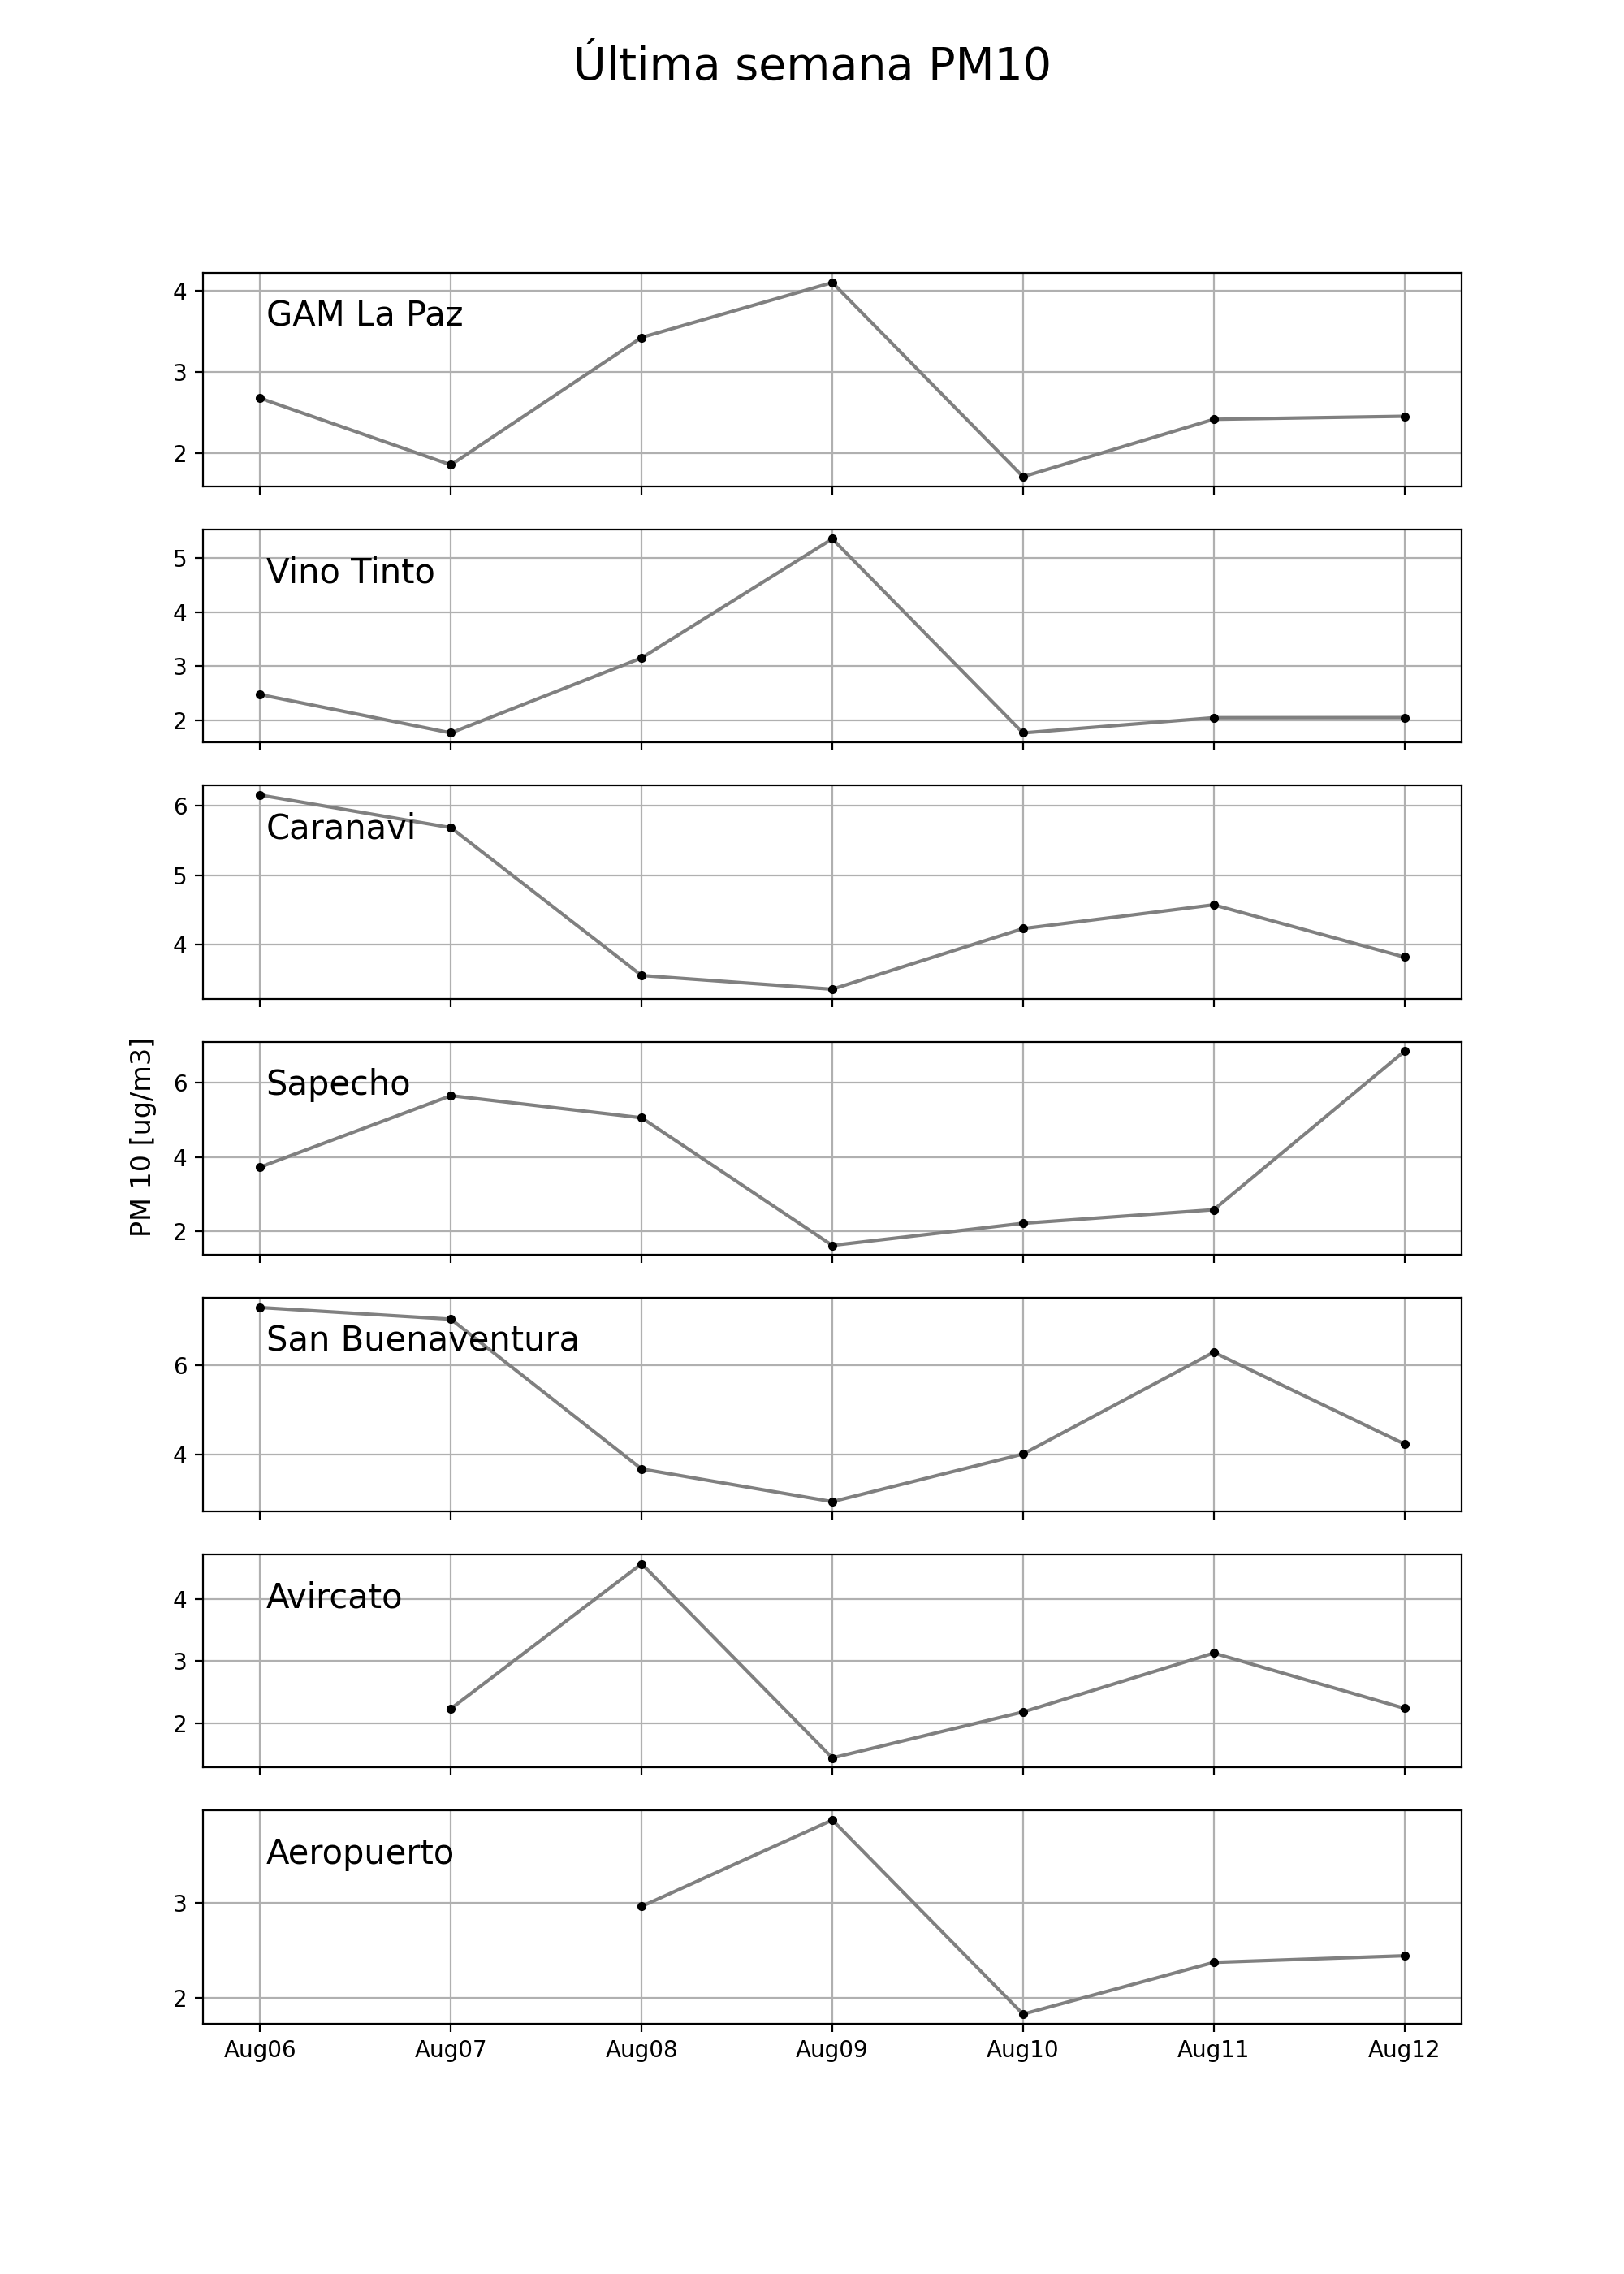 Última semana PM10
GAM La Paz
4
3
2
Vino Tinto
5
4
3
2
Caranavi
6
5
4
PM 10 [ug/m3]
Sapecho
6
4
2
San Buenaventura
6
4
Avircato
4
3
2
Aeropuerto
3
2
Aug06 Aug07 Aug08 Aug09 Aug10 Aug11 Aug12